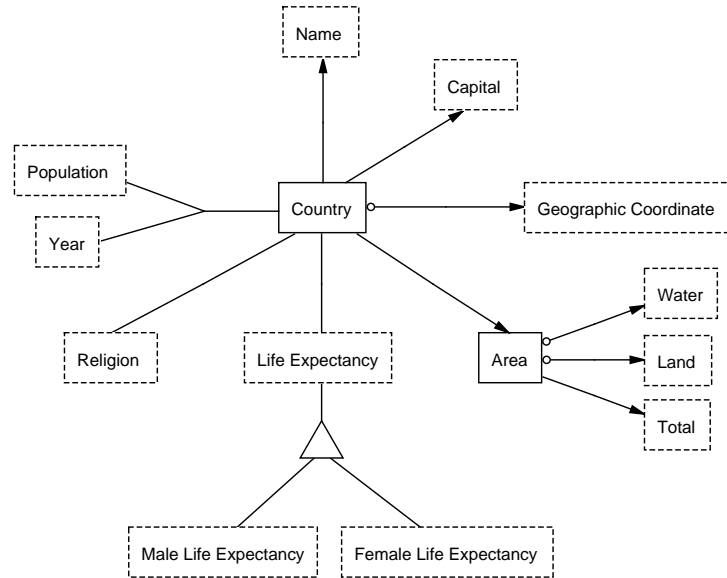 Name
Capital
Population
Country
Geographic Coordinate
Year
Water
Religion
Life Expectancy
Area
Land
Total
Male Life Expectancy
Female Life Expectancy